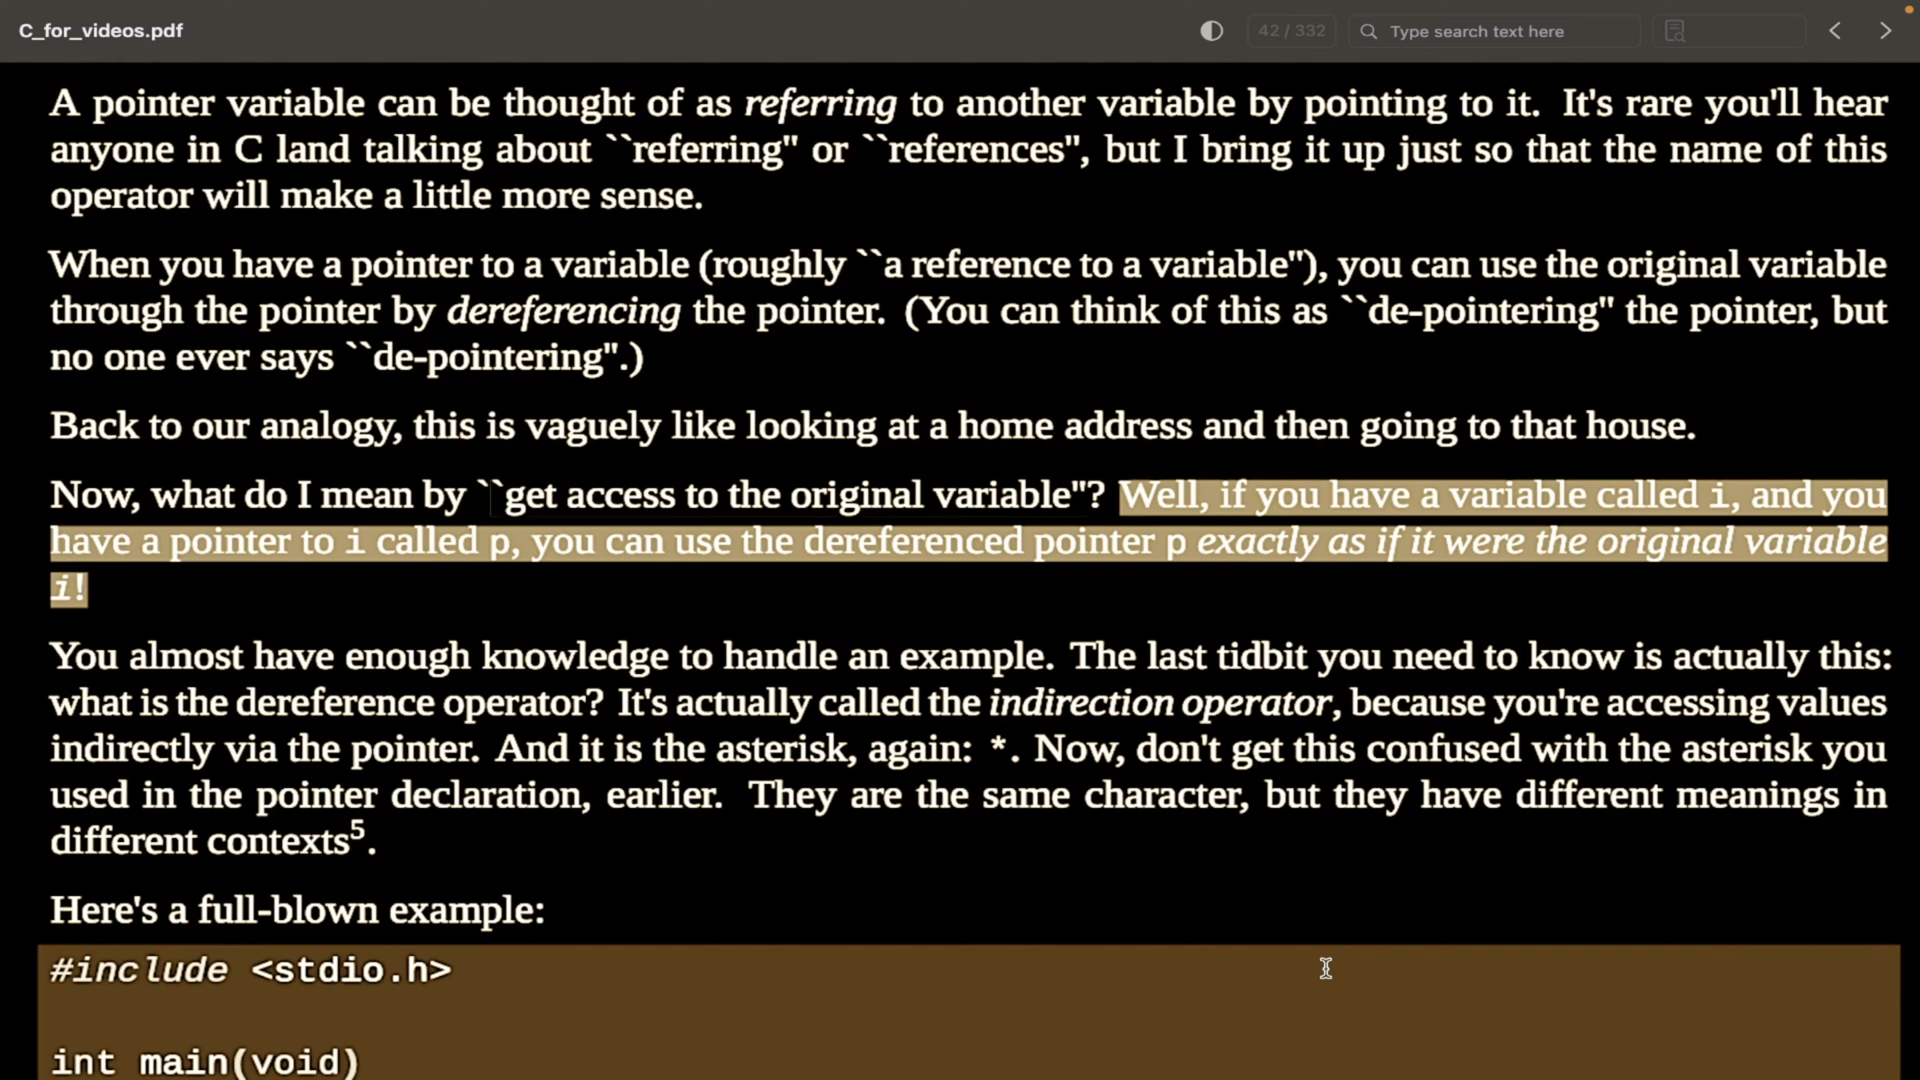 C_for_videos.pdf
42 / 332
Type search text here
A pointer variable can be thought of as referring to another variable by pointing to it. It's rare you'll hear
anyone in C land talking about ``referring" or ``references", but I bring it up just so that the name of this
operator will make a little more sense.
When you have a pointer to a variable (roughly ``a reference to a variable"), you can use the original variable
through the pointer by dereferencing the pointer. (You can think of this as ``de-pointering" the pointer, but
no one ever says ``de-pointering".)
Back to our analogy, this is vaguely like looking at a home address and then going to that house.
Now, what do I mean by ``get access to the original variable"? Well, if you have a variable called i, and you
have a pointer to i called p, you can use the dereferenced pointer p exactly as if it were the original variable
i!
You almost have enough knowledge to handle an example. The last tidbit you need to know is actually this:
what is the dereference operator? It's actually called the indirection operator, because you're accessing values
indirectly via the pointer. And it is the asterisk, again: *. Now, don't get this confused with the asterisk you
used in the pointer declaration, earlier. They are the same character, but they have different meanings in
different contexts5.
Here's a full-blown example:
#include <stdio.h>
int main(void)